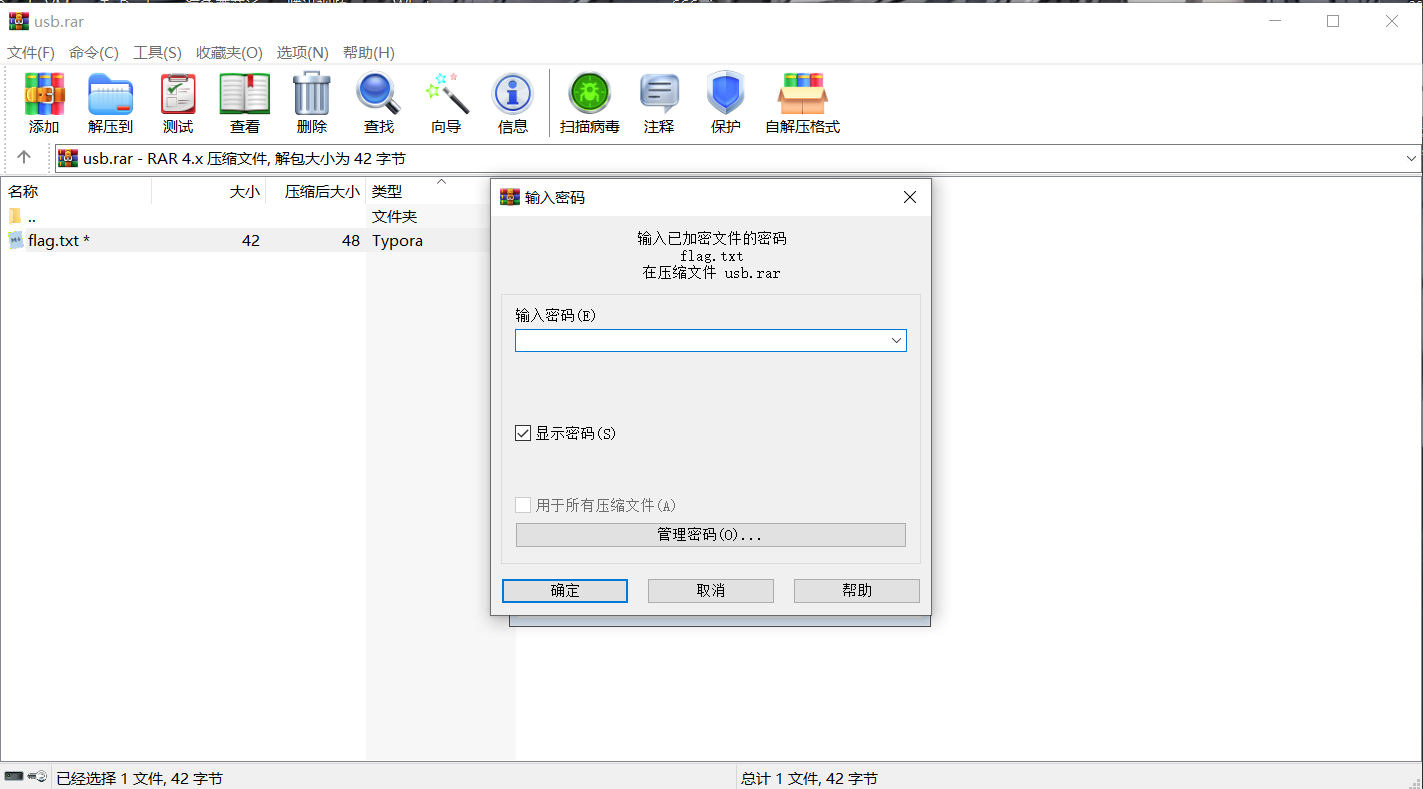 usb.rar
文件(F) 命令(C) 工具(S) 收藏夹(O) 选项(N) 帮助(H)
添加 解压到 测试 查看 删除 查找 向导 信息 扫描病毒 注释 保护 自解压格式
usb.rar - RAR 4.x 压缩文件, 解包大小为 42 字节
名称 大小 压缩后大小 类型
.. 文件夹
flag.txt * 42 48 Typora
输入密码
输入已加密文件的密码
flag.txt
在压缩文件 usb.rar
输入密码(E)
显示密码(S)
用于所有压缩文件(A)
管理密码(O)...
确定 取消 帮助
已经选择 1 文件, 42 字节 总计 1 文件, 42 字节